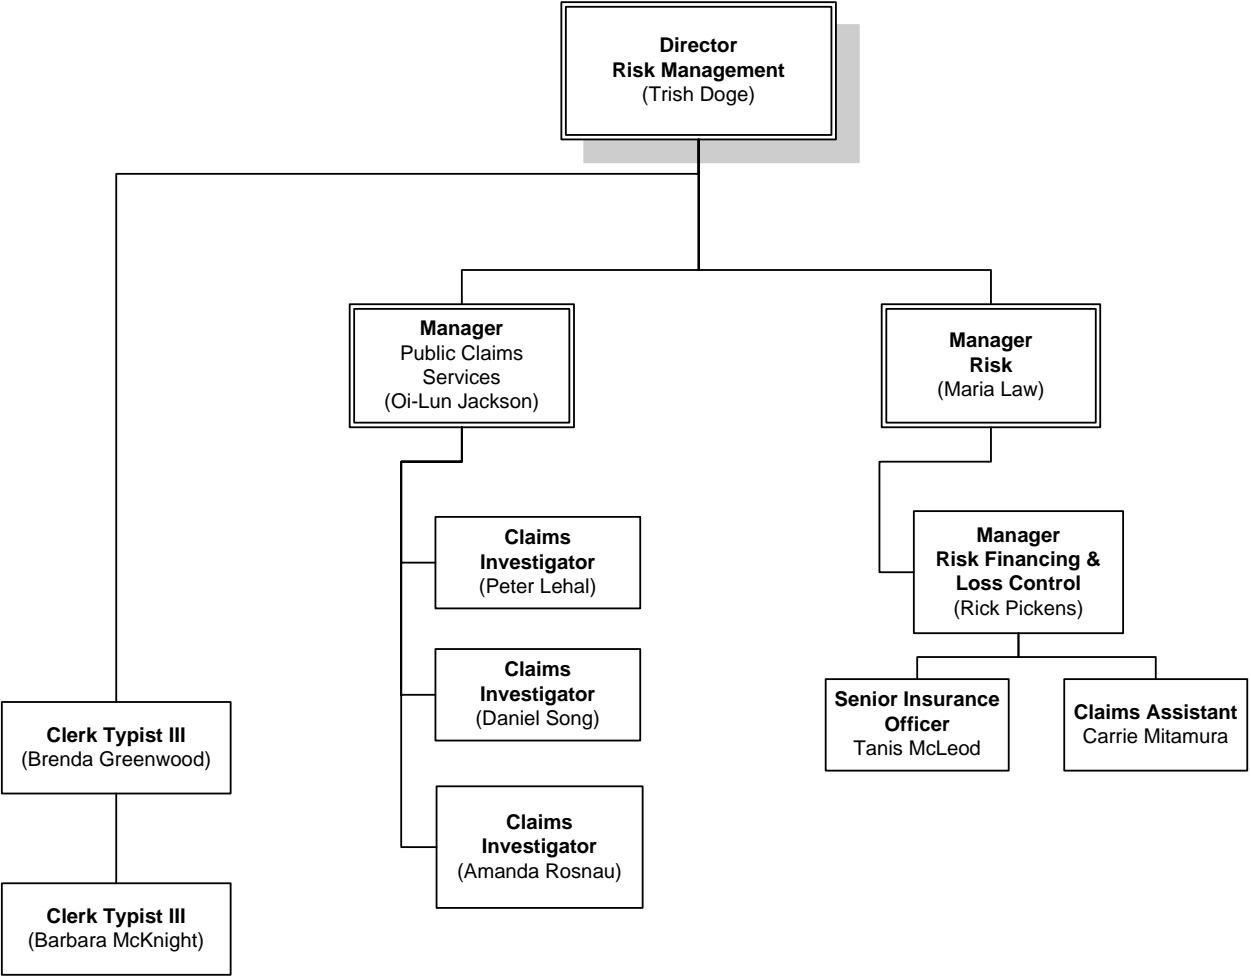 Director
Risk Management
(Trish Doge)
Manager
Public Claims
Services
(Oi-Lun Jackson)
Manager
Risk
(Maria Law)
Claims
Investigator
(Peter Lehal)
Manager
Risk Financing &
Loss Control
(Rick Pickens)
Claims
Investigator
(Daniel Song)
Senior Insurance
Officer
Tanis McLeod
Claims Assistant
Carrie Mitamura
Clerk Typist III
(Brenda Greenwood)
Claims
Investigator
(Amanda Rosnau)
Clerk Typist III
(Barbara McKnight)